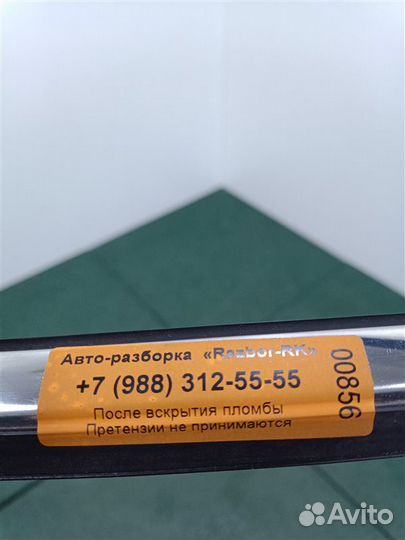 Авто-разборка «Razbor-RK»
+7 (988) 312-55-55
После вскрытия пломбы
Претензии не принимаются
00856
Avito